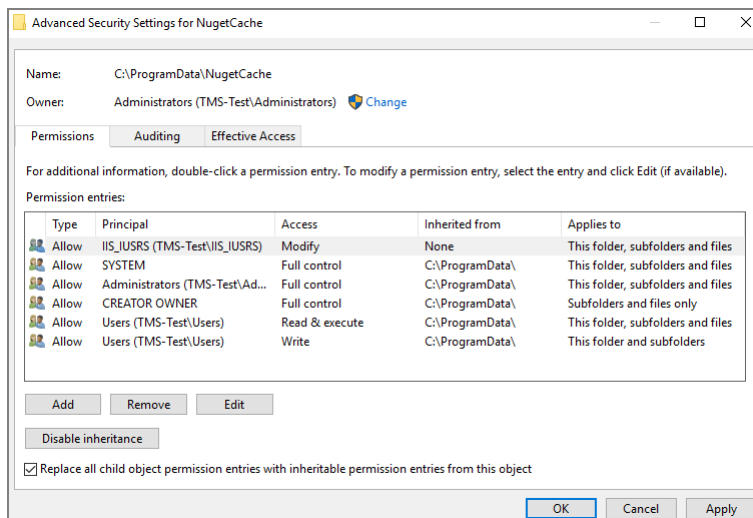 Advanced Security Settings for NugetCache
Name: C:\ProgramData\NugetCache
Owner: Administrators (TMS-Test\Administrators) Change
Permissions Auditing Effective Access
For additional information, double-click a permission entry. To modify a permission entry, select the entry and click Edit (if available).
Permission entries:
Type Principal Access Inherited from Applies to
Allow IIS_IUSRS (TMS-Test\IIS_IUSRS) Modify None This folder, subfolders and files
Allow SYSTEM Full control C:\ProgramData\ This folder, subfolders and files
Allow Administrators (TMS-Test\Ad... Full control C:\ProgramData\ This folder, subfolders and files
Allow CREATOR OWNER Full control C:\ProgramData\ Subfolders and files only
Allow Users (TMS-Test\Users) Read & execute C:\ProgramData\ This folder, subfolders and files
Allow Users (TMS-Test\Users) Write C:\ProgramData\ This folder and subfolders
Add Remove Edit
Disable inheritance
Replace all child object permission entries with inheritable permission entries from this object
OK Cancel Apply